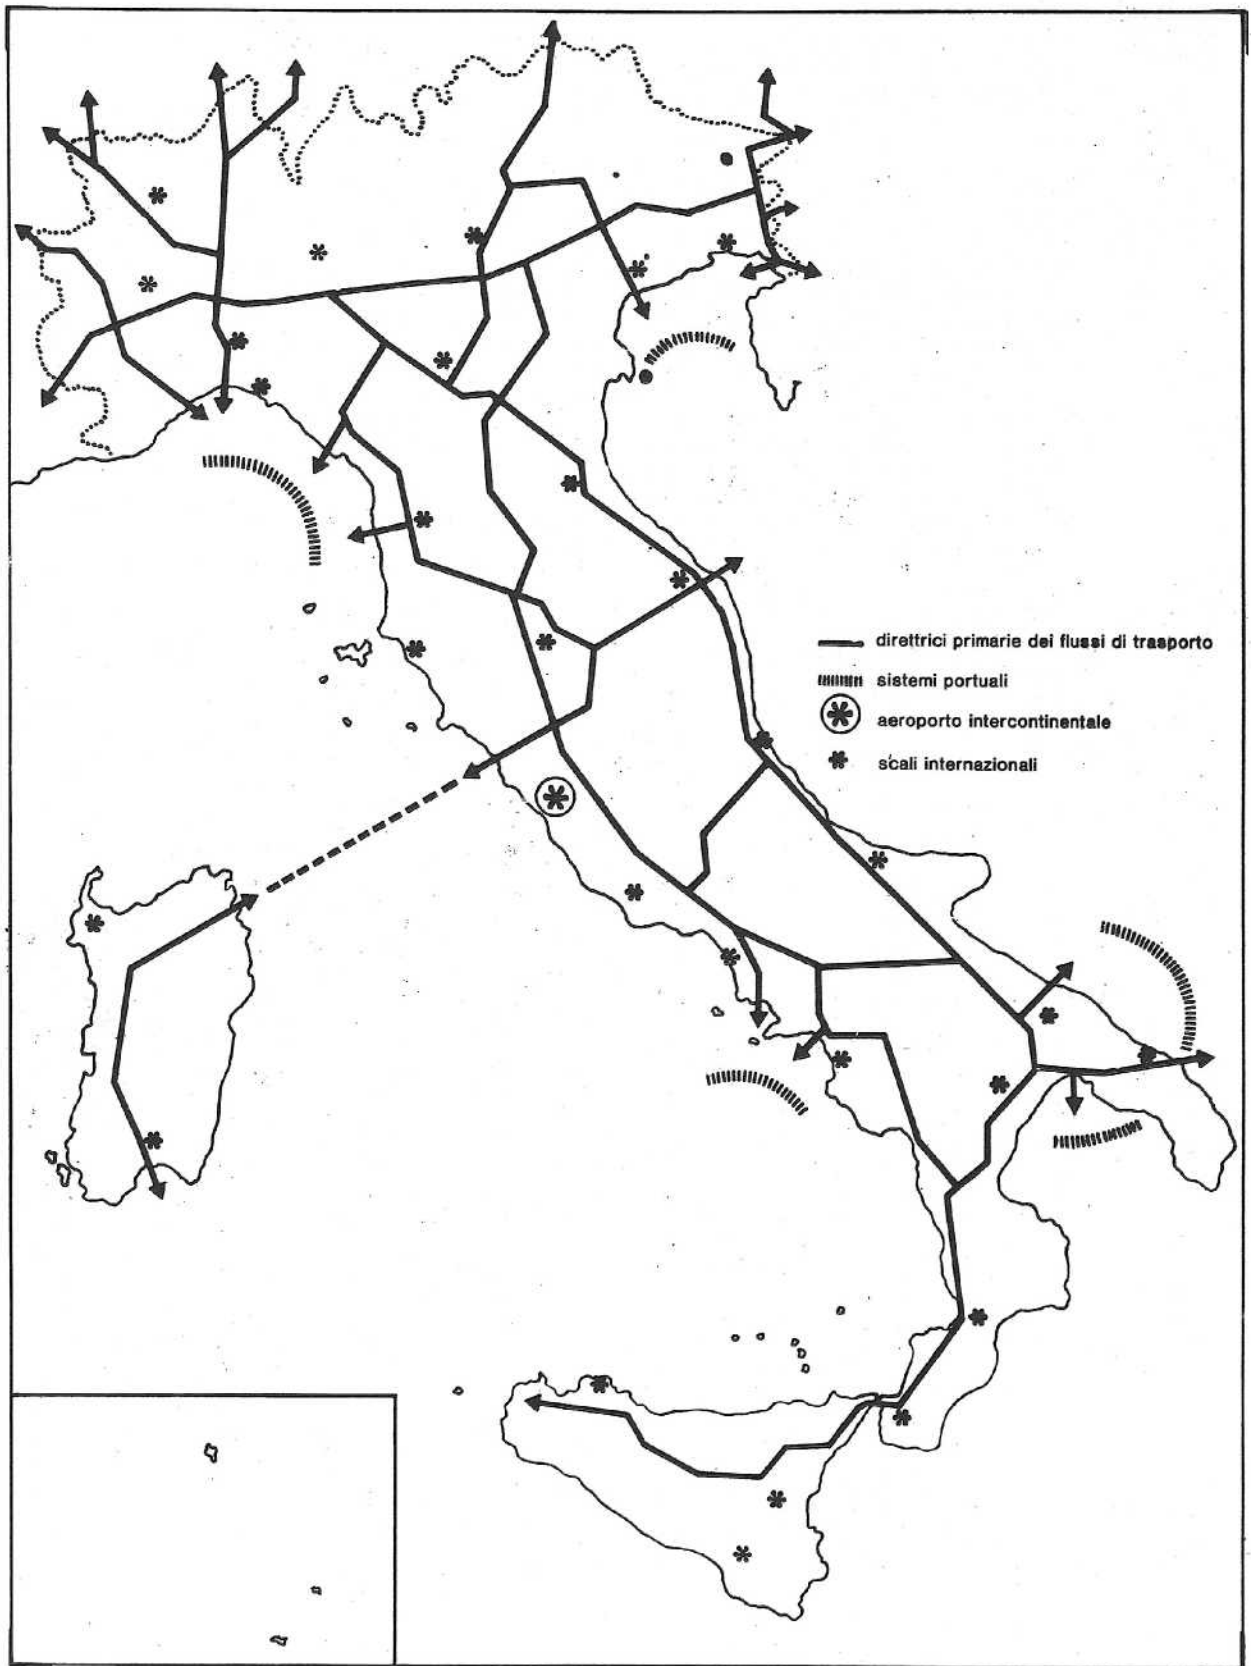 direttrici primarie dei flussi di trasporto
sistemi portuali
aeroporto intercontinentale
scali internazionali